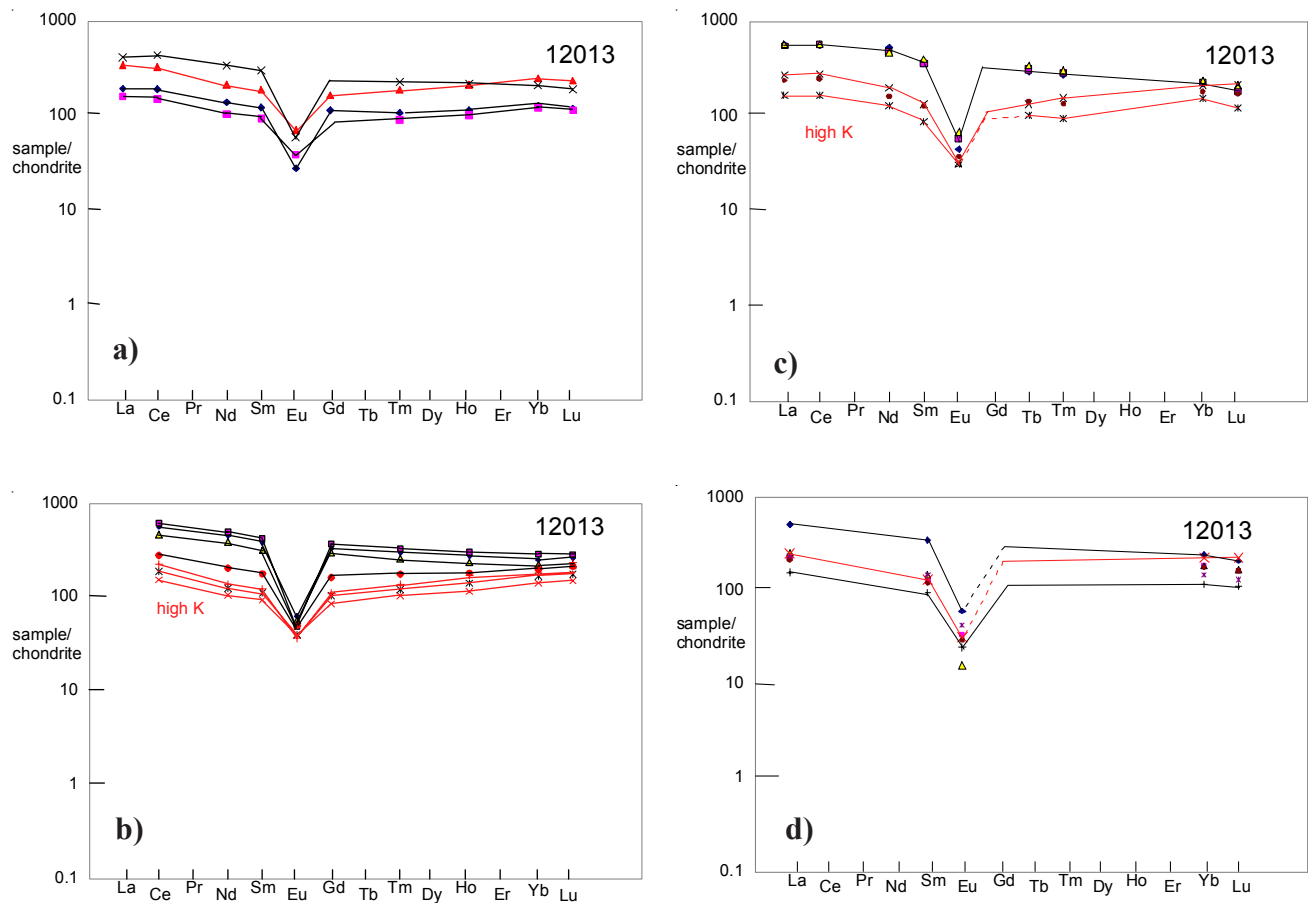 1000
12013
100
sample/
chondrite
10
1
a)
0.1
La Ce Pr Nd Sm Eu Gd Tb Tm Dy Ho Er Yb Lu
1000
12013
100
high K
sample/
chondrite
10
1
c)
0.1
La Ce Pr Nd Sm Eu Gd Tb Tm Dy Ho Er Yb Lu
1000
12013
100
high K
sample/
chondrite
10
1
b)
0.1
La Ce Pr Nd Sm Eu Gd Tb Tm Dy Ho Er Yb Lu
1000
12013
100
sample/
chondrite
10
1
d)
0.1
La Ce Pr Nd Sm Eu Gd Tb Tm Dy Ho Er Yb Lu